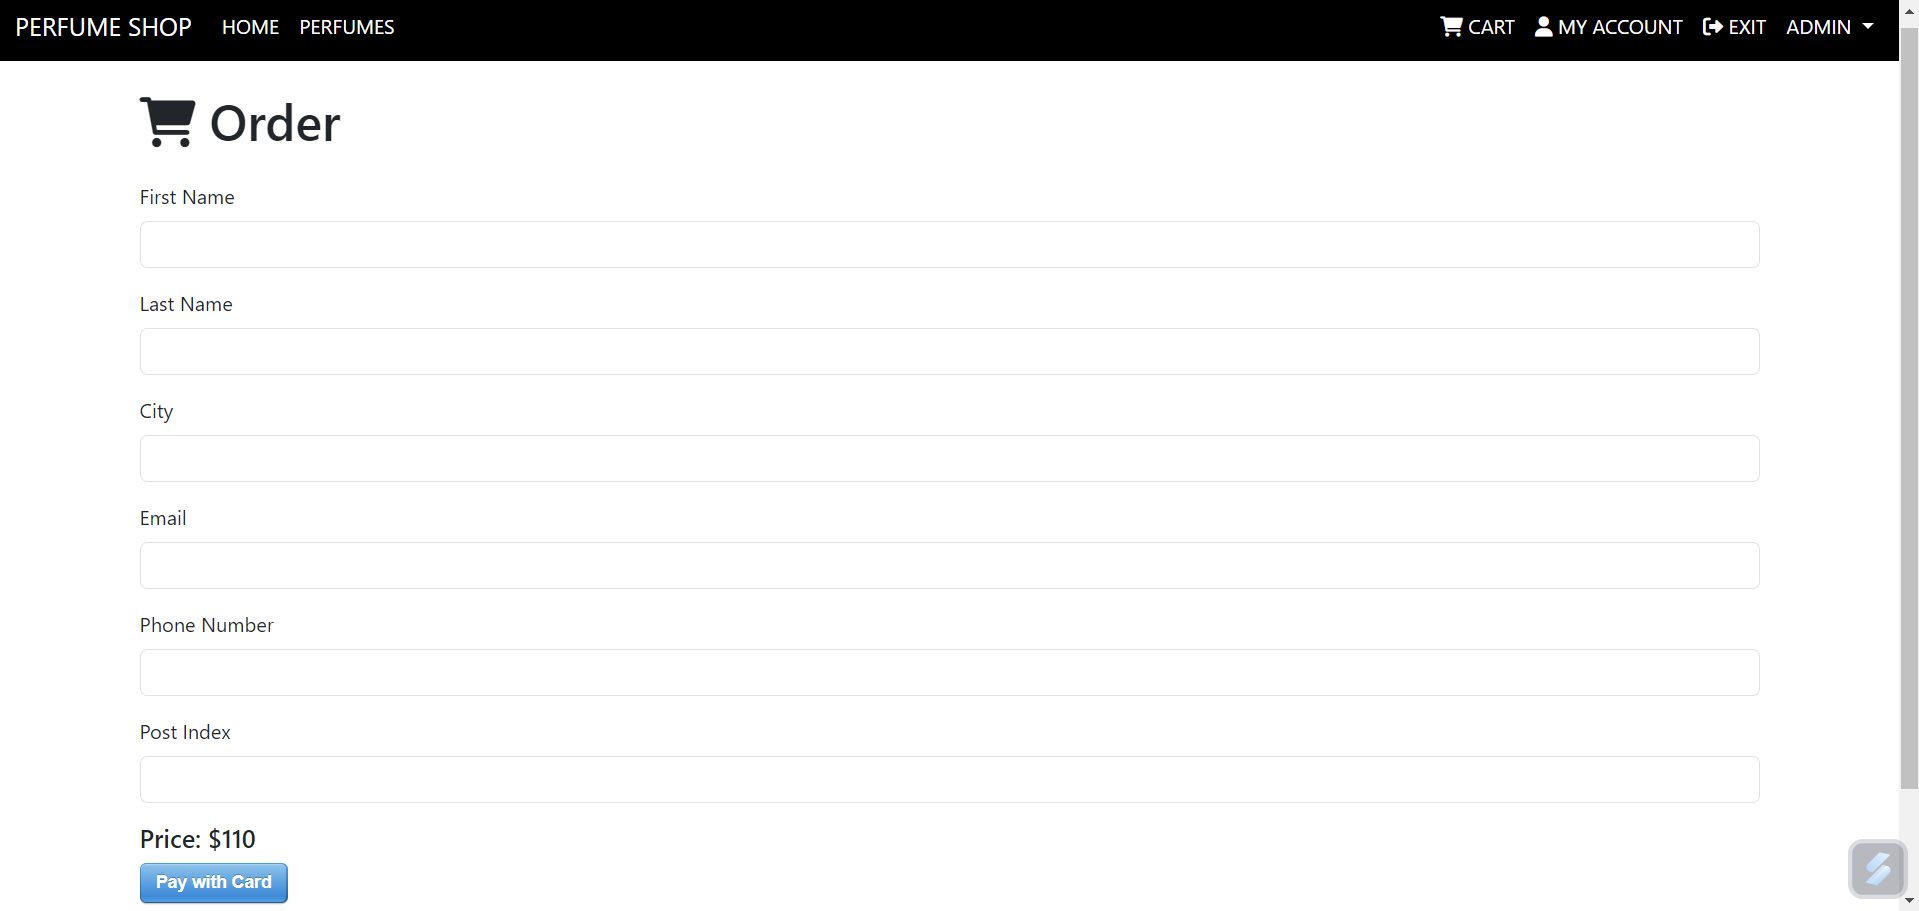 PERFUME SHOP HOME PERFUMES CART MY ACCOUNT EXIT ADMIN
Order
First Name
Last Name
City
Email
Phone Number
Post Index
Price: $110
Pay with Card